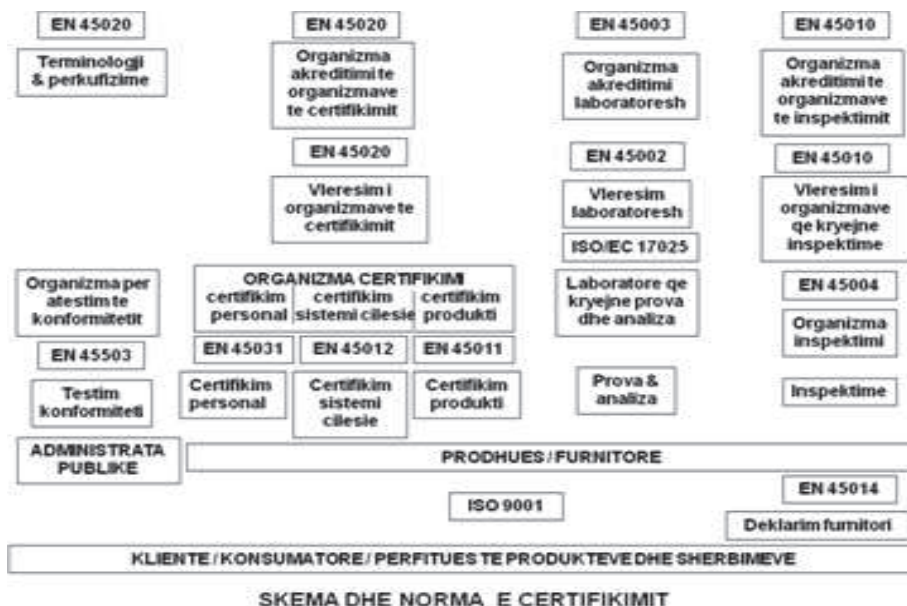 EN 45020
Terminologji
& perkufizime
EN 45020
Organizma
akreditimi te
organizmave
te certifikimit
EN 45020
Vleresim i
organizmave te
certifikimit
EN 45003
Organizma
akreditimi
laboratoresh
EN 45002
Vleresim
laboratoresh
ISO/EC 17025
Laboratore qe
kryejne prova
dhe analiza
Prova &
analiza
EN 45010
Organizma
akreditimi te
organizmave
te inspektimit
EN 45010
Vleresim i
organizmave
qe kryejne
inspektime
EN 45004
Organizma
inspektimi
Inspektime
Organizma per
atestim te
konformitetit
EN 45503
Testim
konformiteti
ORGANIZMA CERTIFIKIMI
certifikim personal
certifikim sistemi cilesie
certifikim produkti
EN 45031
EN 45012
EN 45011
Certifikim
personal
Certifikim
sistemi
cilesie
Certifikim
produkti
ADMINISTRATA
PUBLIKE
PRODHUES / FURNITORE
ISO 9001
EN 45014
Deklarim furnitori
KLIENTE / KONSUMATORE / PERFITUES TE PRODUKTEVE DHE SHERBIMEVE
SKEMA DHE NORMA E CERTIFIKIMIT